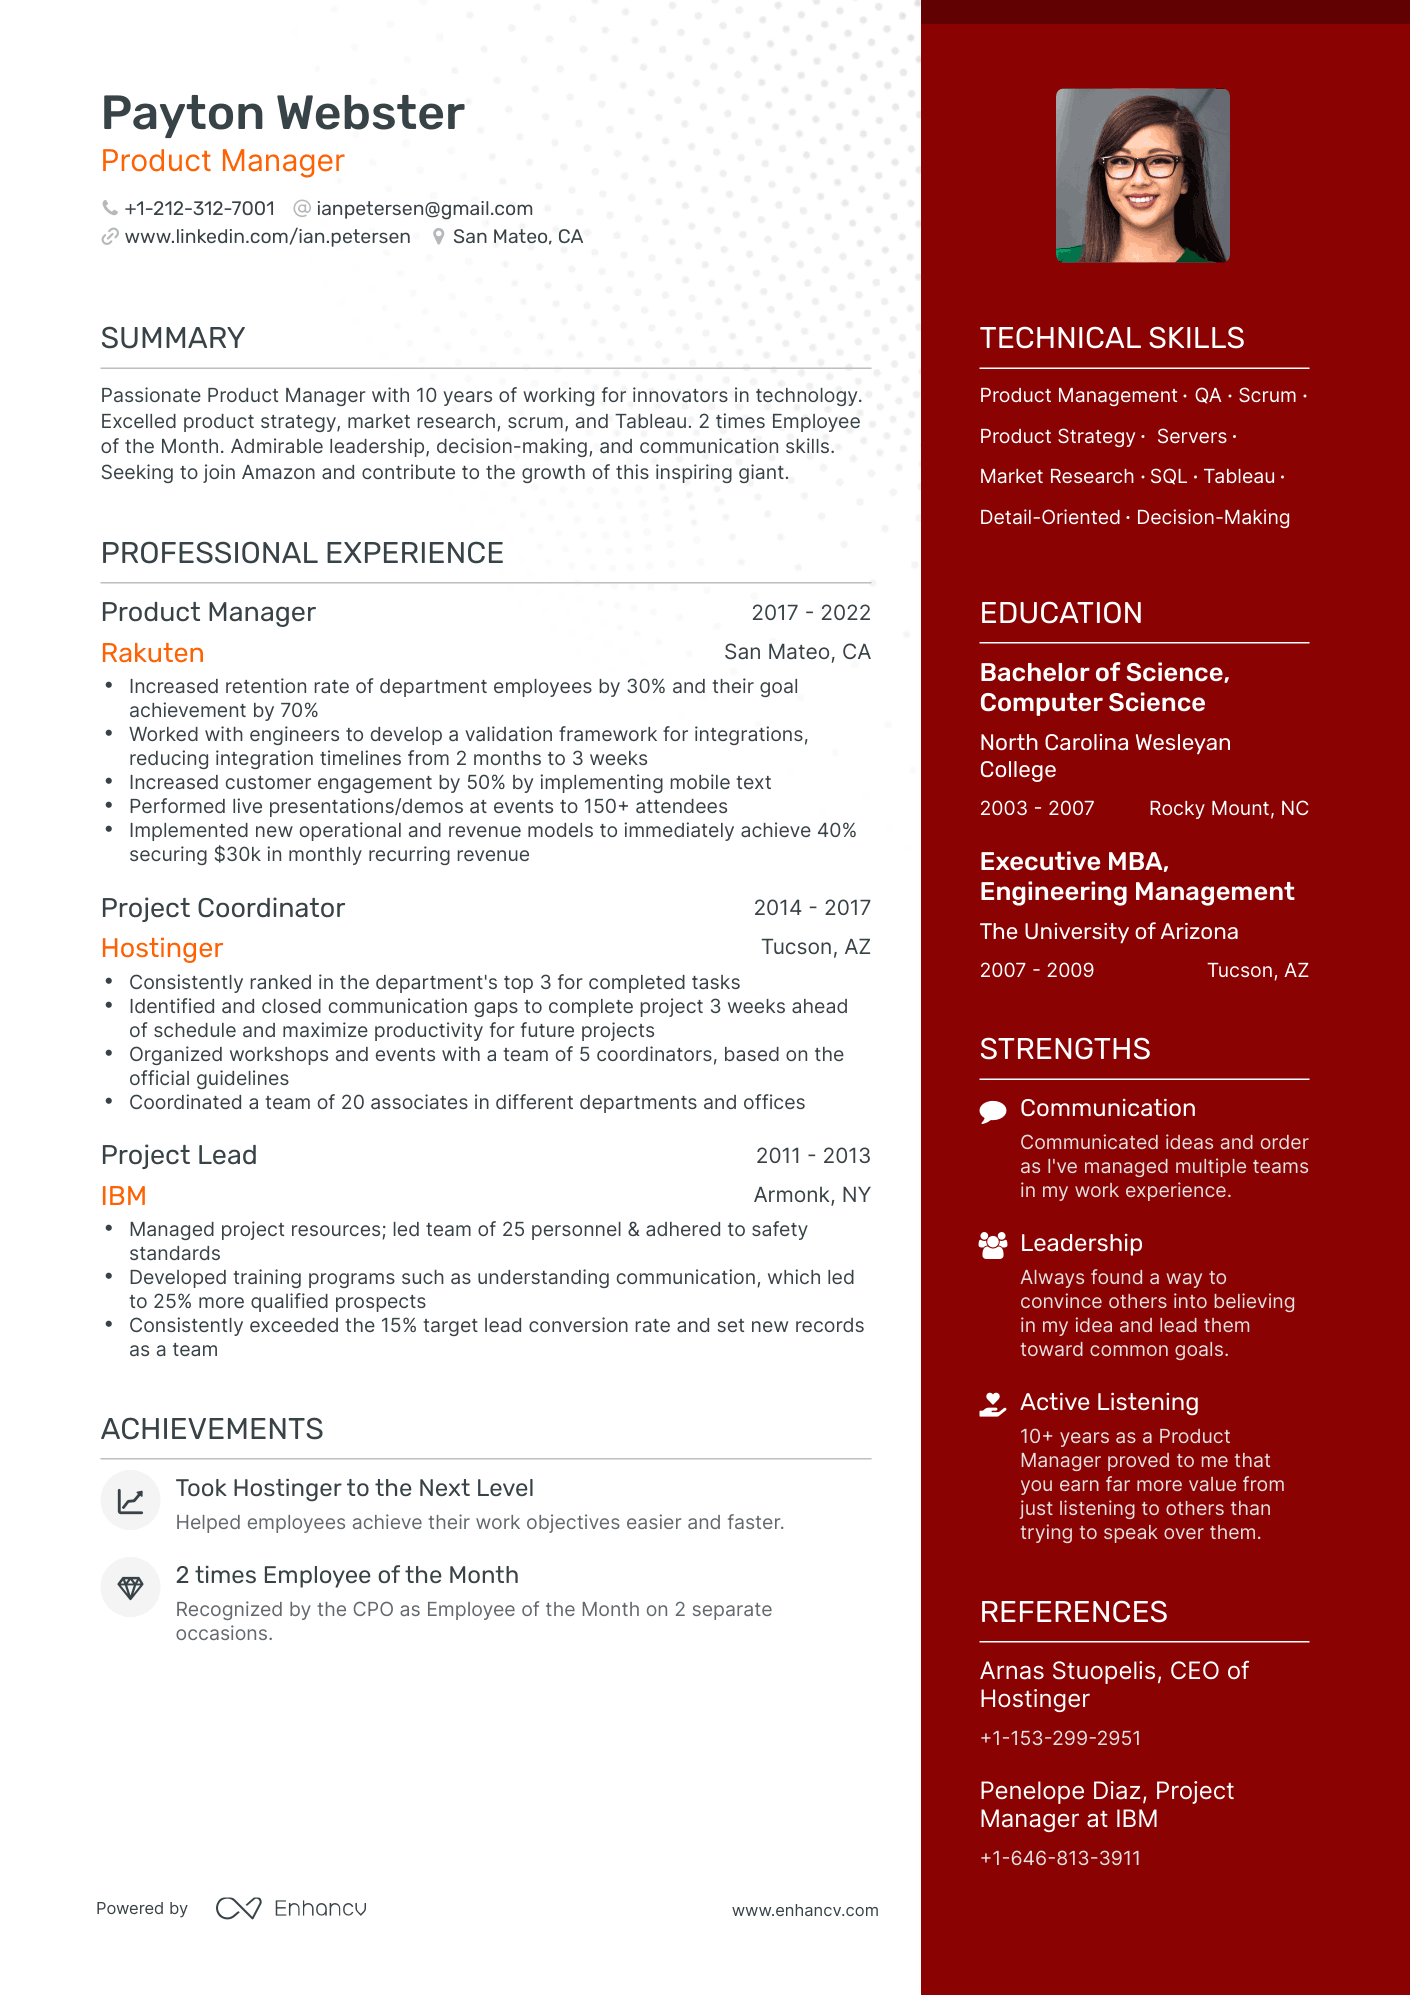 Payton Webster
Product Manager
+1-212-312-7001 ianpetersen@gmail.com
www.linkedin.com/ian.petersen San Mateo, CA
SUMMARY
Passionate Product Manager with 10 years of working for innovators in technology.
Excelled product strategy, market research, scrum, and Tableau. 2 times Employee
of the Month. Admirable leadership, decision-making, and communication skills.
Seeking to join Amazon and contribute to the growth of this inspiring giant.
PROFESSIONAL EXPERIENCE
Product Manager 2017 - 2022
Rakuten San Mateo, CA
• Increased retention rate of department employees by 30% and their goal
achievement by 70%
• Worked with engineers to develop a validation framework for integrations,
reducing integration timelines from 2 months to 3 weeks
• Increased customer engagement by 50% by implementing mobile text
• Performed live presentations/demos at events to 150+ attendees
• Implemented new operational and revenue models to immediately achieve 40%
securing $30k in monthly recurring revenue
Project Coordinator 2014 - 2017
Hostinger Tucson, AZ
• Consistently ranked in the department's top 3 for completed tasks
• Identified and closed communication gaps to complete project 3 weeks ahead
of schedule and maximize productivity for future projects
• Organized workshops and events with a team of 5 coordinators, based on the
official guidelines
• Coordinated a team of 20 associates in different departments and offices
Project Lead 2011 - 2013
IBM Armonk, NY
• Managed project resources; led team of 25 personnel & adhered to safety
standards
• Developed training programs such as understanding communication, which led
to 25% more qualified prospects
• Consistently exceeded the 15% target lead conversion rate and set new records
as a team
ACHIEVEMENTS
Took Hostinger to the Next Level
Helped employees achieve their work objectives easier and faster.
2 times Employee of the Month
Recognized by the CPO as Employee of the Month on 2 separate
occasions.
Powered by Enhancv www.enhancv.com
TECHNICAL SKILLS
Product Management · QA · Scrum ·
Product Strategy · Servers ·
Market Research · SQL · Tableau ·
Detail-Oriented · Decision-Making
EDUCATION
Bachelor of Science,
Computer Science
North Carolina Wesleyan
College
2003 - 2007 Rocky Mount, NC
Executive MBA,
Engineering Management
The University of Arizona
2007 - 2009 Tucson, AZ
STRENGTHS
Communication
Communicated ideas and order
as I've managed multiple teams
in my work experience.
Leadership
Always found a way to
convince others into believing
in my idea and lead them
toward common goals.
Active Listening
10+ years as a Product
Manager proved to me that
you earn far more value from
just listening to others than
trying to speak over them.
REFERENCES
Arnas Stuopelis, CEO of
Hostinger
+1-153-299-2951
Penelope Diaz, Project
Manager at IBM
+1-646-813-3911